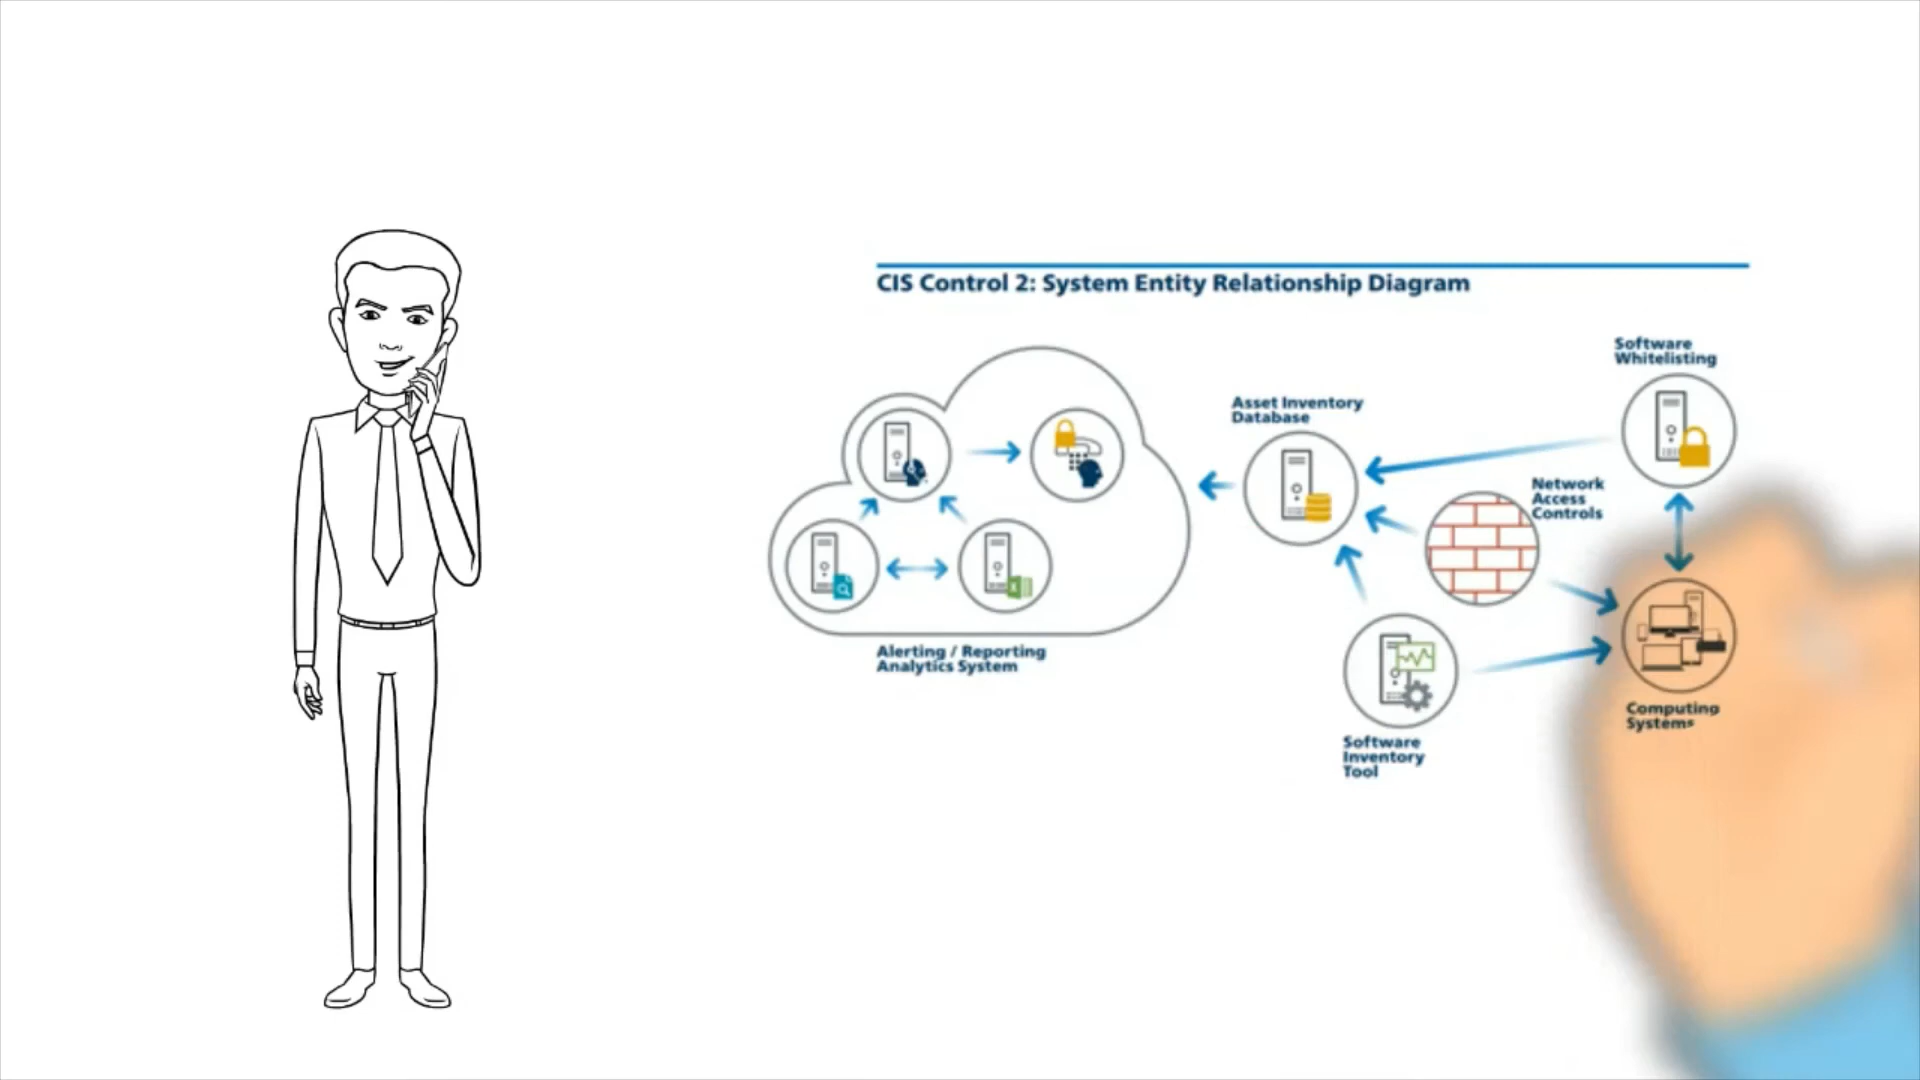 CIS Control 2: System Entity Relationship Diagram
Software
Whitelisting
Asset Inventory
Database
Network
Access
Controls
Alerting / Reporting
Analytics System
Computing
Systems
Software
Inventory
Tool